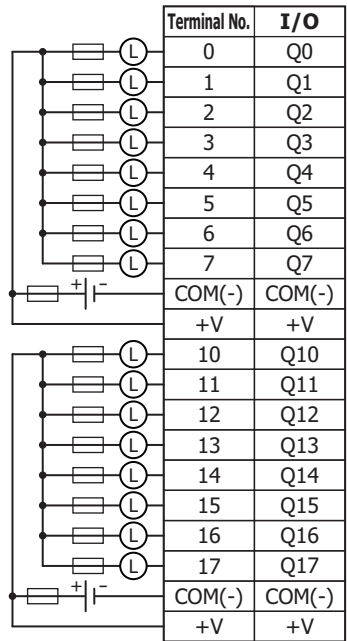 Terminal No. I/O
L 0 Q0
L 1 Q1
L 2 Q2
L 3 Q3
L 4 Q4
L 5 Q5
L 6 Q6
L 7 Q7
+ - COM(-) COM(-)
+V +V
L 10 Q10
L 11 Q11
L 12 Q12
L 13 Q13
L 14 Q14
L 15 Q15
L 16 Q16
L 17 Q17
+ - COM(-) COM(-)
+V +V